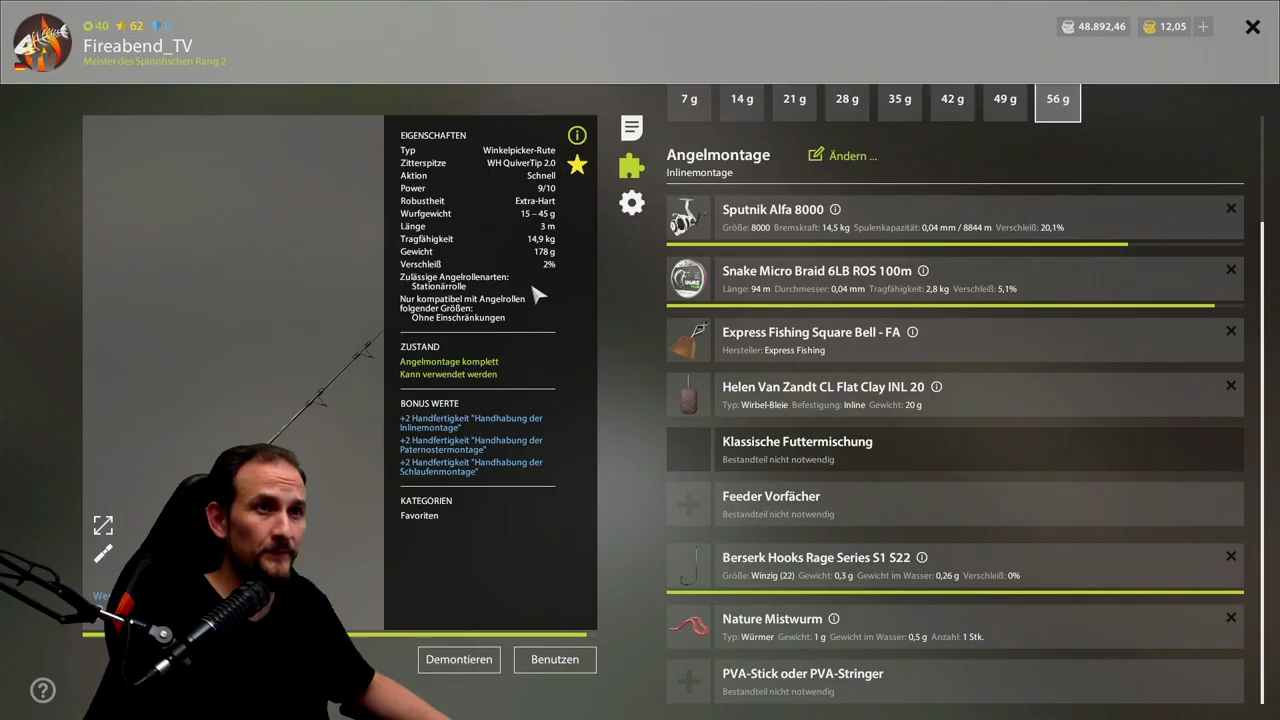 40 62 0
Fireabend_TV
Meister des Spinnfischen Rang 2
48.892,46
12,05
7 g
14 g
21 g
28 g
35 g
42 g
49 g
56 g
EIGENSCHAFTEN
Typ Winkelpicker-Rute
Zitterspitze WH QuiverTip 2.0
Aktion Schnell
Power 9/10
Robustheit Extra-Hart
Wurfgewicht 15 – 45 g
Länge 3 m
Tragfähigkeit 14,9 kg
Gewicht 178 g
Verschleiß 2%
Zulässige Angelrollenarten:
Stationärrolle
Nur kompatibel mit Angelrollen
folgender Größen:
Ohne Einschränkungen
ZUSTAND
Angelmontage komplett
Kann verwendet werden
BONUS WERTE
+2 Handfertigkeit "Handhabung der
Inlinemontage"
+2 Handfertigkeit "Handhabung der
Paternostermontage"
+2 Handfertigkeit "Handhabung der
Schlaufenmontage"
KATEGORIEN
Favoriten
Demontieren
Benutzen
Angelmontage
Ändern ...
Inlinemontage
Sputnik Alfa 8000
Größe: 8000 Bremskraft: 14,5 kg Spulenkapazität: 0,04 mm / 8844 m Verschleiß: 20,1%
Snake Micro Braid 6LB ROS 100m
Länge: 94 m Durchmesser: 0,04 mm Tragfähigkeit: 2,8 kg Verschleiß: 5,1%
Express Fishing Square Bell - FA
Hersteller: Express Fishing
Helen Van Zandt CL Flat Clay INL 20
Typ: Wirbel-Bleie Befestigung: Inline Gewicht: 20 g
Klassische Futtermischung
Bestandteil nicht notwendig
Feeder Vorfächer
Bestandteil nicht notwendig
Berserk Hooks Rage Series S1 S22
Größe: Winzig (22) Gewicht: 0,3 g Gewicht im Wasser: 0,26 g Verschleiß: 0%
Nature Mistwurm
Typ: Würmer Gewicht: 1 g Gewicht im Wasser: 0,5 g Anzahl: 1 Stk.
PVA-Stick oder PVA-Stringer
Bestandteil nicht notwendig